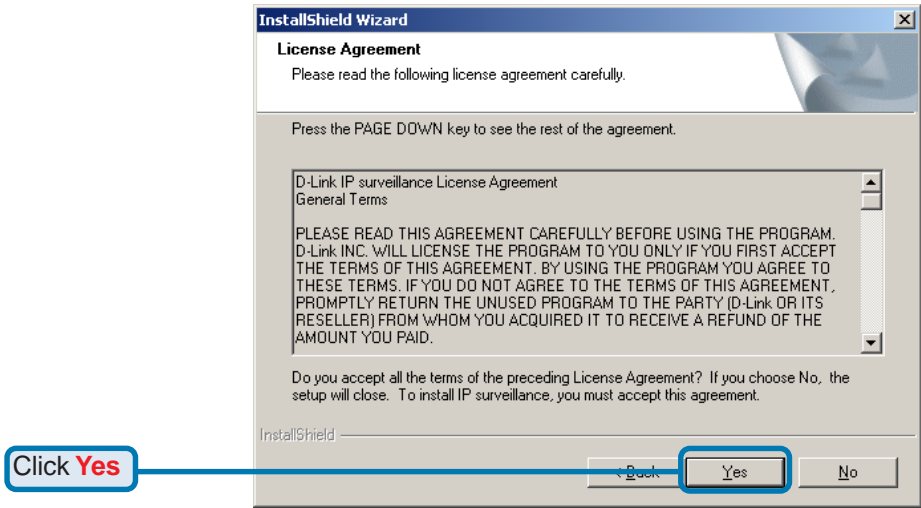 InstallShield Wizard
License Agreement
Please read the following license agreement carefully.
Press the PAGE DOWN key to see the rest of the agreement.
D-Link IP surveillance License Agreement
General Terms
PLEASE READ THIS AGREEMENT CAREFULLY BEFORE USING THE PROGRAM.
D-Link INC. WILL LICENSE THE PROGRAM TO YOU ONLY IF YOU FIRST ACCEPT
THE TERMS OF THIS AGREEMENT. BY USING THE PROGRAM YOU AGREE TO
THESE TERMS. IF YOU DO NOT AGREE TO THE TERMS OF THIS AGREEMENT,
PROMPTLY RETURN THE UNUSED PROGRAM TO THE PARTY (D-Link OR ITS
RESELLER) FROM WHOM YOU ACQUIRED IT TO RECEIVE A REFUND OF THE
AMOUNT YOU PAID.
Do you accept all the terms of the preceding License Agreement? If you choose No, the
setup will close. To install IP surveillance, you must accept this agreement.
InstallShield
Click Yes
< Back
Yes
No